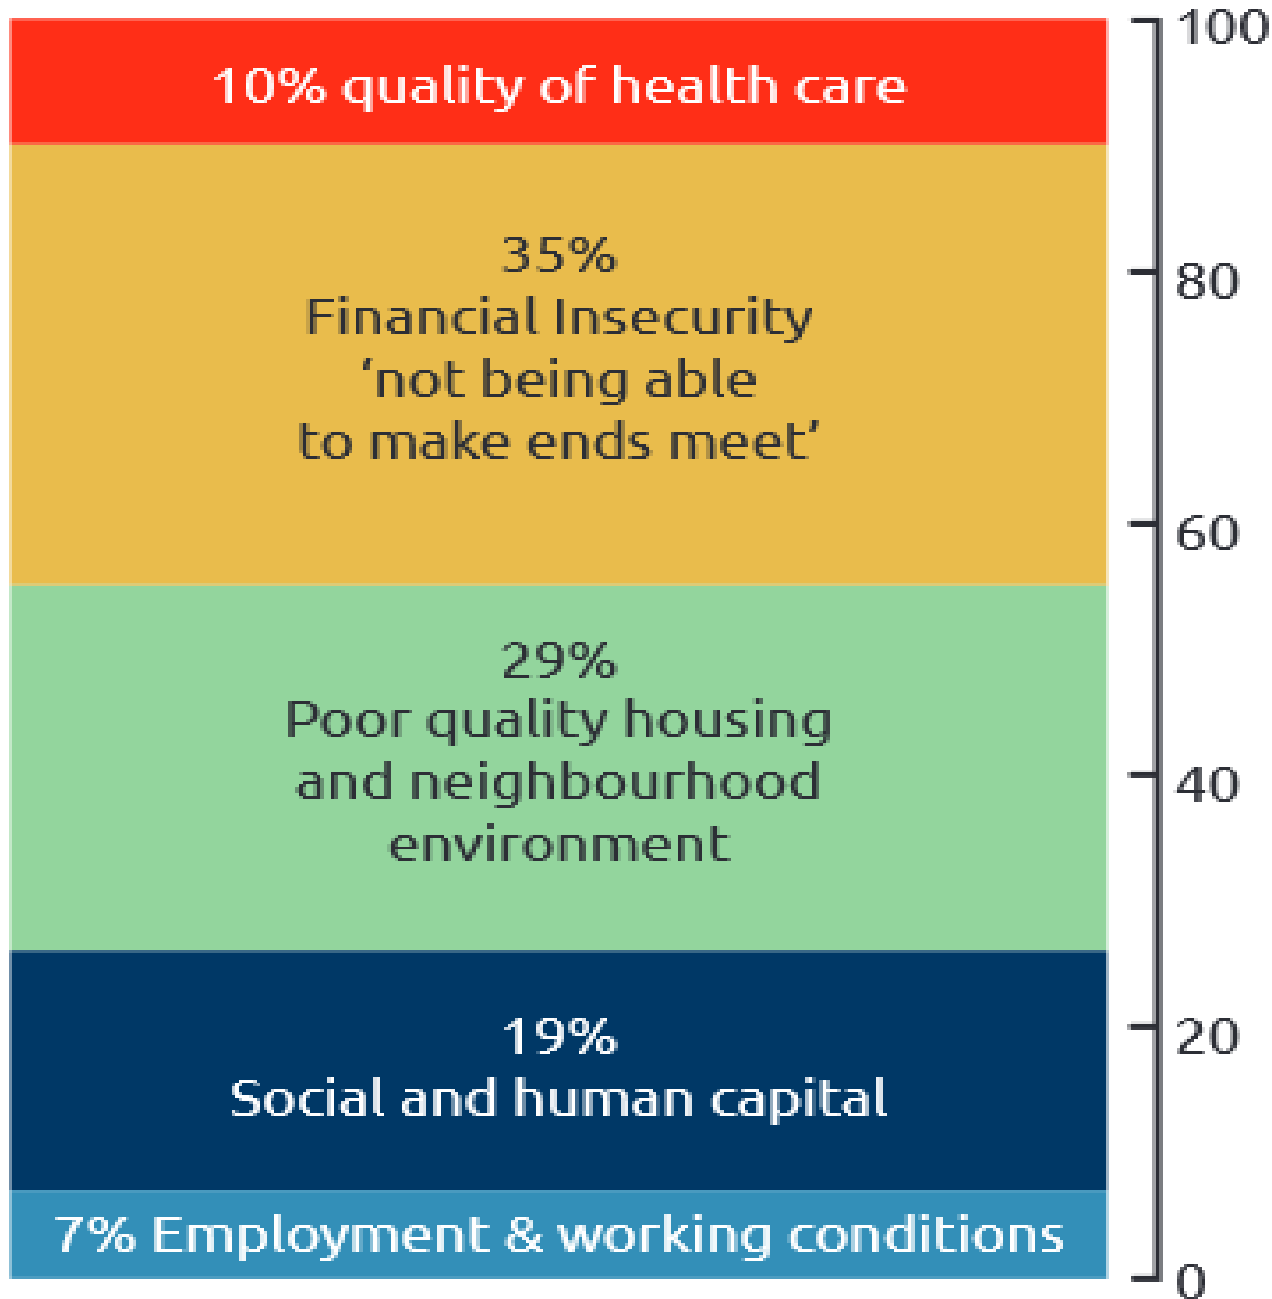 100
10% quality of health care
35%
Financial Insecurity
‘not being able
to make ends meet’
80
60
29%
Poor quality housing
and neighbourhood
environment
40
19%
Social and human capital
20
7% Employment & working conditions
0